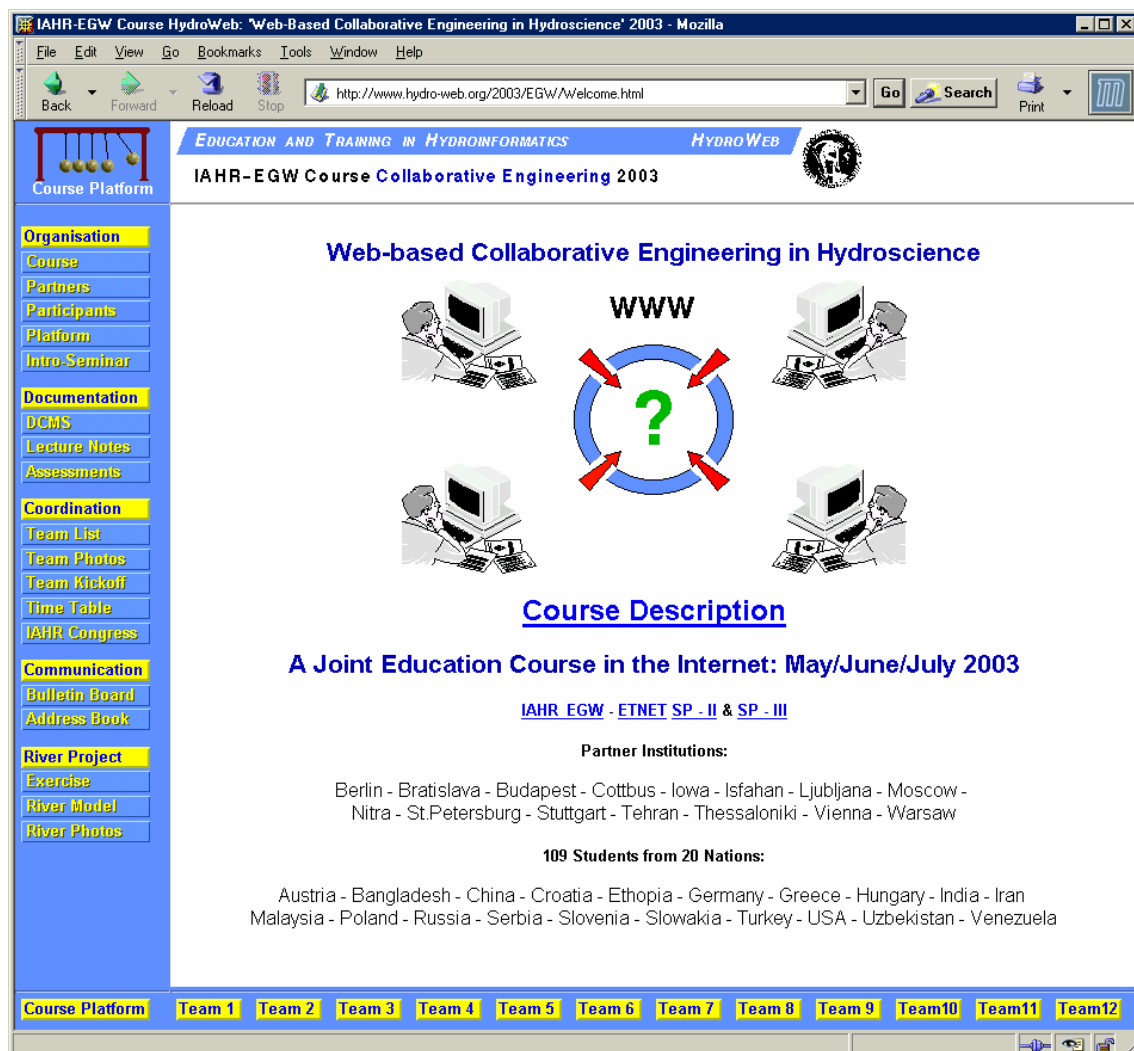 IAHR-EGW Course HydroWeb: 'Web-Based Collaborative Engineering in Hydroscience' 2003 - Mozilla
File Edit View Go Bookmarks Tools Window Help
Back Forward Reload Stop http://www.hydro-web.org/2003/EGW/Welcome.html Go Search Print
Course Platform
EDUCATION AND TRAINING IN HYDROINFORMATICS HYDROWEB
IAHR-EGW Course Collaborative Engineering 2003
Organisation
Course
Partners
Participants
Platform
Intro-Seminar
Documentation
DCMS
Lecture Notes
Assessments
Coordination
Team List
Team Photos
Team Kickoff
Time Table
IAHR Congress
Communication
Bulletin Board
Address Book
River Project
Exercise
River Model
River Photos
Web-based Collaborative Engineering in Hydroscience
WWW
?
Course Description
A Joint Education Course in the Internet: May/June/July 2003
IAHR EGW - ETNET SP - II & SP - III
Partner Institutions:
Berlin - Bratislava - Budapest - Cottbus - Iowa - Isfahan - Ljubljana - Moscow -
Nitra - St.Petersburg - Stuttgart - Tehran - Thessaloniki - Vienna - Warsaw
109 Students from 20 Nations:
Austria - Bangladesh - China - Croatia - Ethopia - Germany - Greece - Hungary - India - Iran
Malaysia - Poland - Russia - Serbia - Slovenia - Slowakia - Turkey - USA - Uzbekistan - Venezuela
Course Platform Team 1 Team 2 Team 3 Team 4 Team 5 Team 6 Team 7 Team 8 Team 9 Team10 Team11 Team12